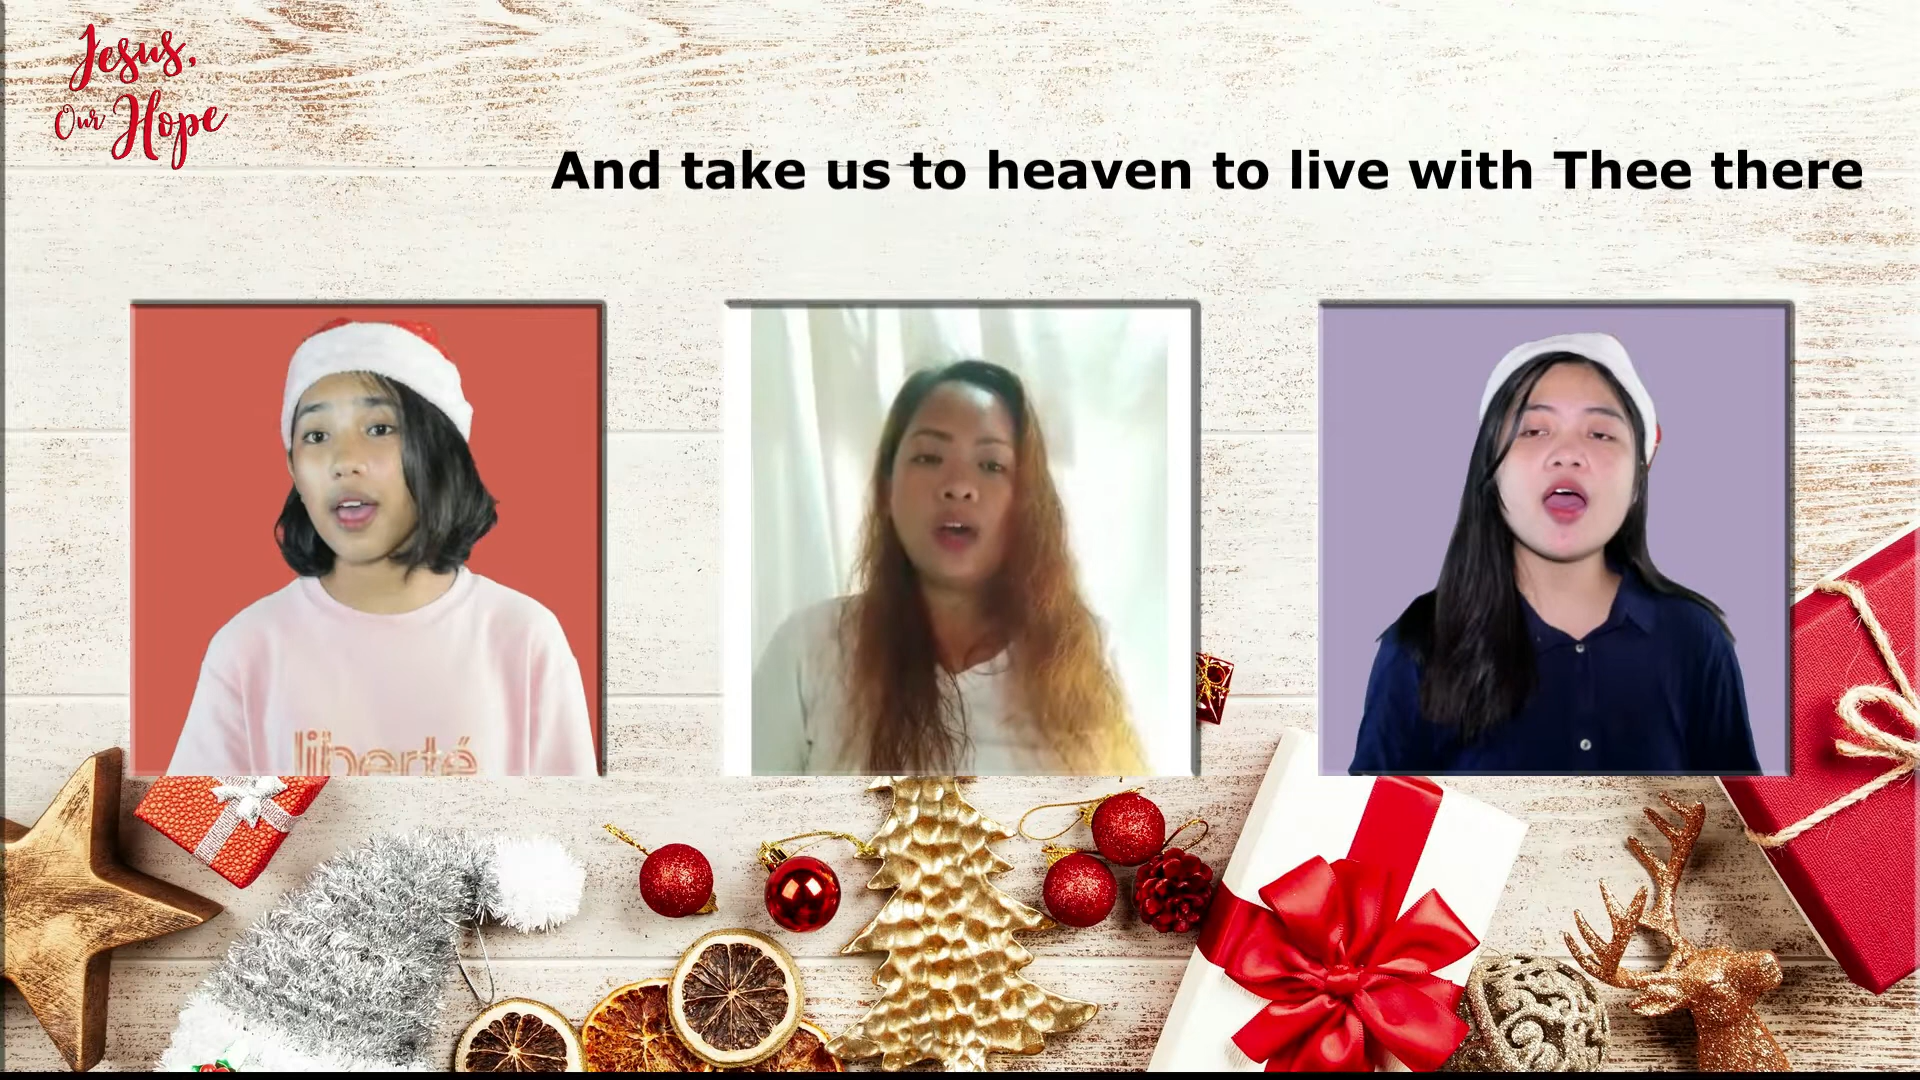 Jesus,
Our Hope
And take us to heaven to live with Thee there
liberté